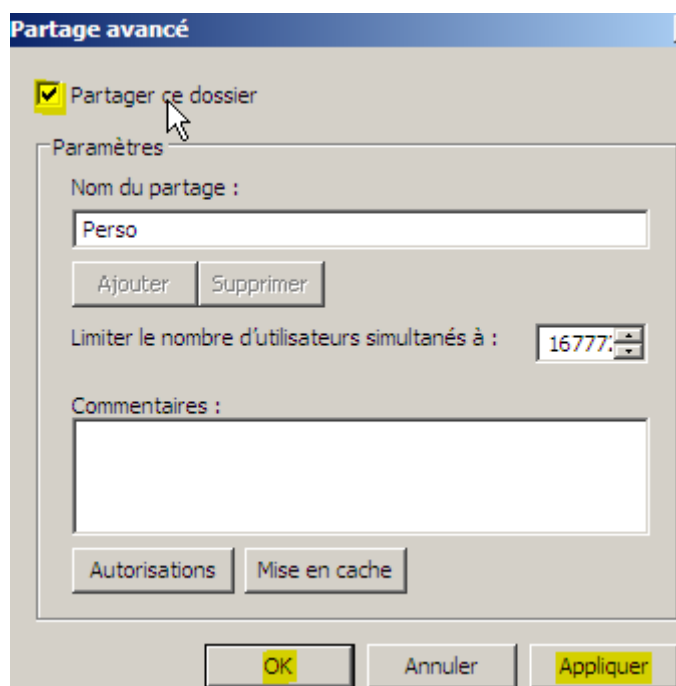 Partage avancé
Partager ce dossier
Paramètres
Nom du partage :
Perso
Ajouter Supprimer
Limiter le nombre d'utilisateurs simultanés à :
Commentaires :
Autorisations Mise en cache
OK Annuler Appliquer